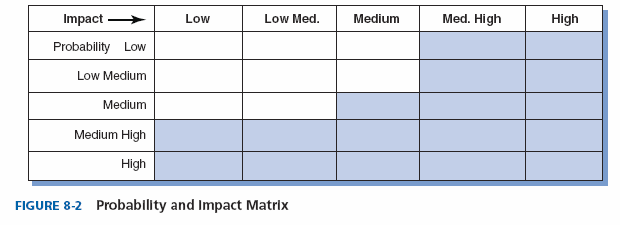 Impact Low Low Med. Medium Med. High High
Probability Low
Low Medium
Medium
Medium High
High
FIGURE 8-2 Probability and Impact Matrix